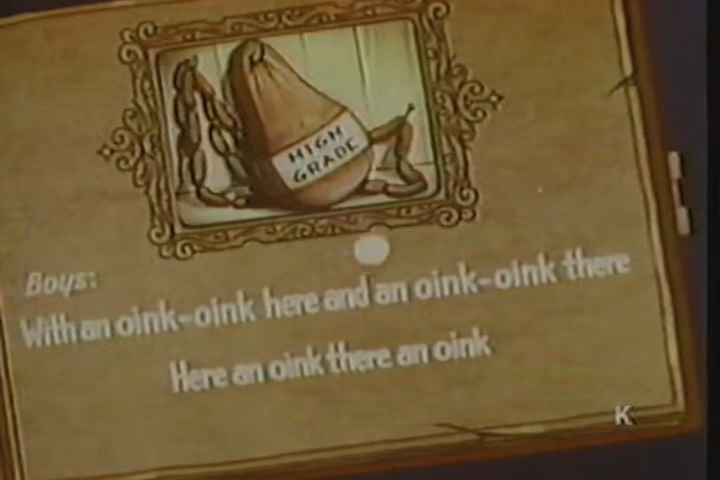 HIGH
GRADE
Boys:
With an oink-oink here and an oink-oink there
Here an oink there an oink
K